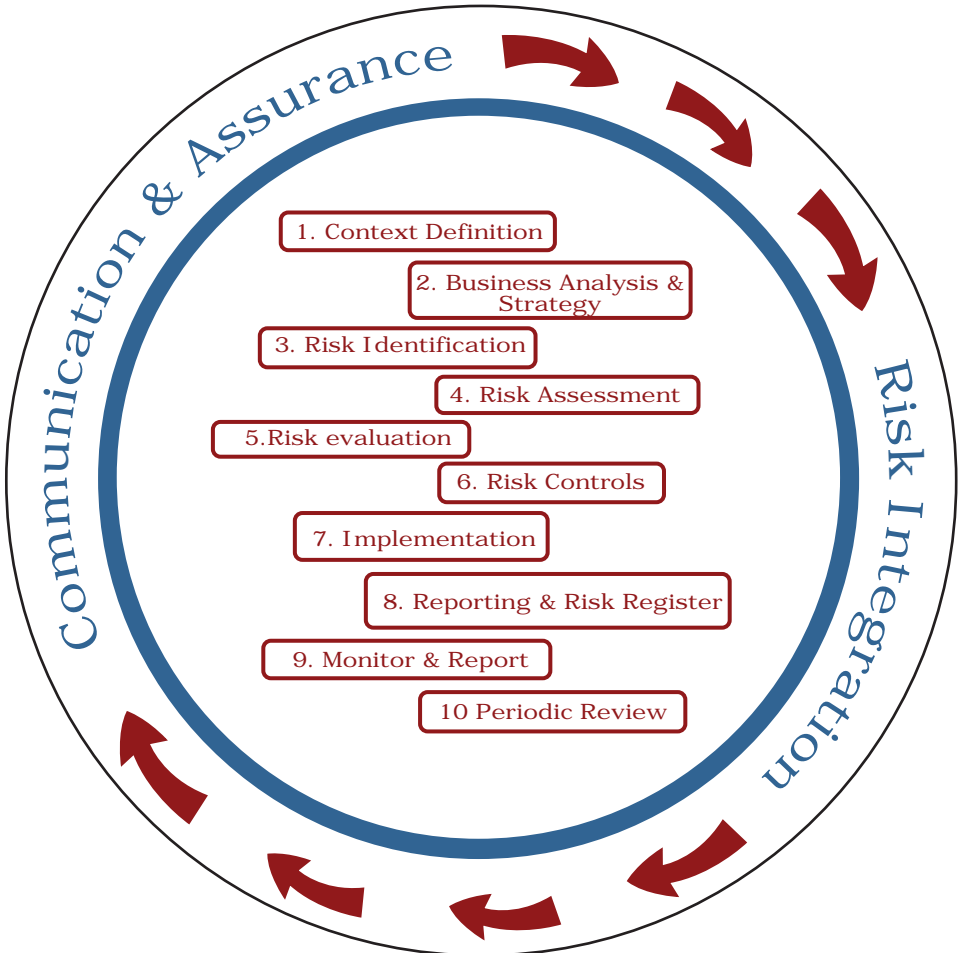 Communication & Assurance
Risk Integration
1. Context Definition
2. Business Analysis &
Strategy
3. Risk Identification
4. Risk Assessment
5.Risk evaluation
6. Risk Controls
7. Implementation
8. Reporting & Risk Register
9. Monitor & Report
10 Periodic Review